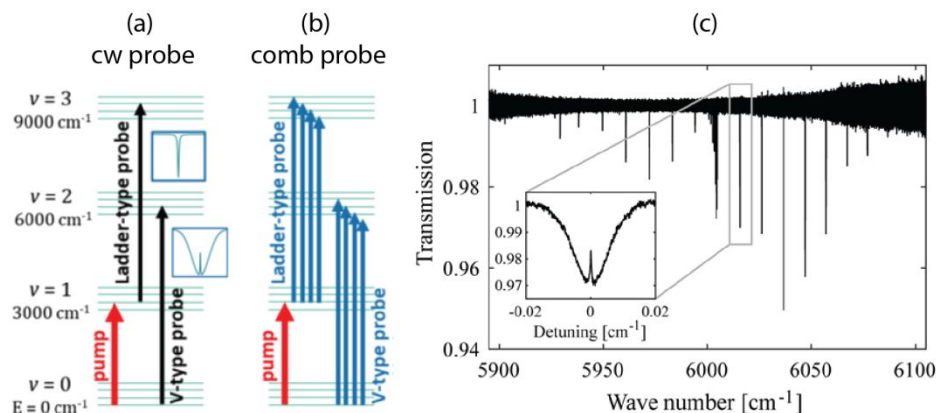 (a)
cw probe
(b)
comb probe
(c)
v = 3
9000 cm⁻¹
v = 2
6000 cm⁻¹
v = 1
3000 cm⁻¹
v = 0
E = 0 cm⁻¹
pump
Ladder-type probe
V-type probe
pump
Ladder-type probe
V-type probe
Transmission
1
0.98
0.96
0.94
5900
5950
6000
6050
6100
Wave number [cm⁻¹]
1
0.99
0.98
0.97
-0.02
0
0.02
Detuning [cm⁻¹]